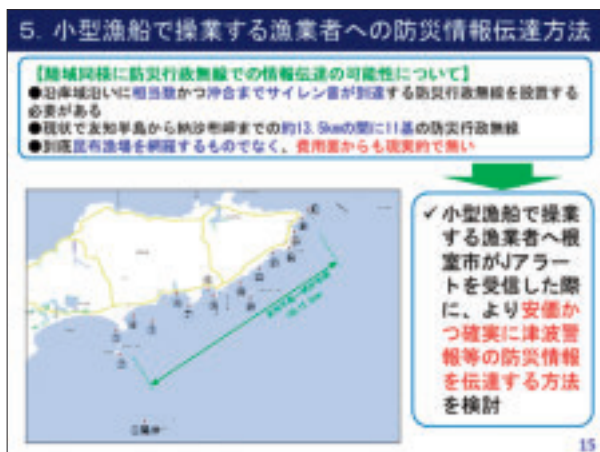 5．小型漁船で操業する漁業者への防災情報伝達方法
【陸域同様に防災行政無線での情報伝達の可能性について】
●沿岸域沿いに相当数かつ沖合までサイレン音が到達する防災行政無線を設置する
必要がある
●現状で友知半島から納沙布岬までの約13.5kmの間に11基の防災行政無線
●到底昆布漁場を網羅するものでなく、費用面からも現実的で無い
✓小型漁船で操業
する漁業者へ根
室市がJアラー
トを受信した際
に、より安価か
つ確実に津波警
報等の防災情報
を伝達する方法
を検討
15